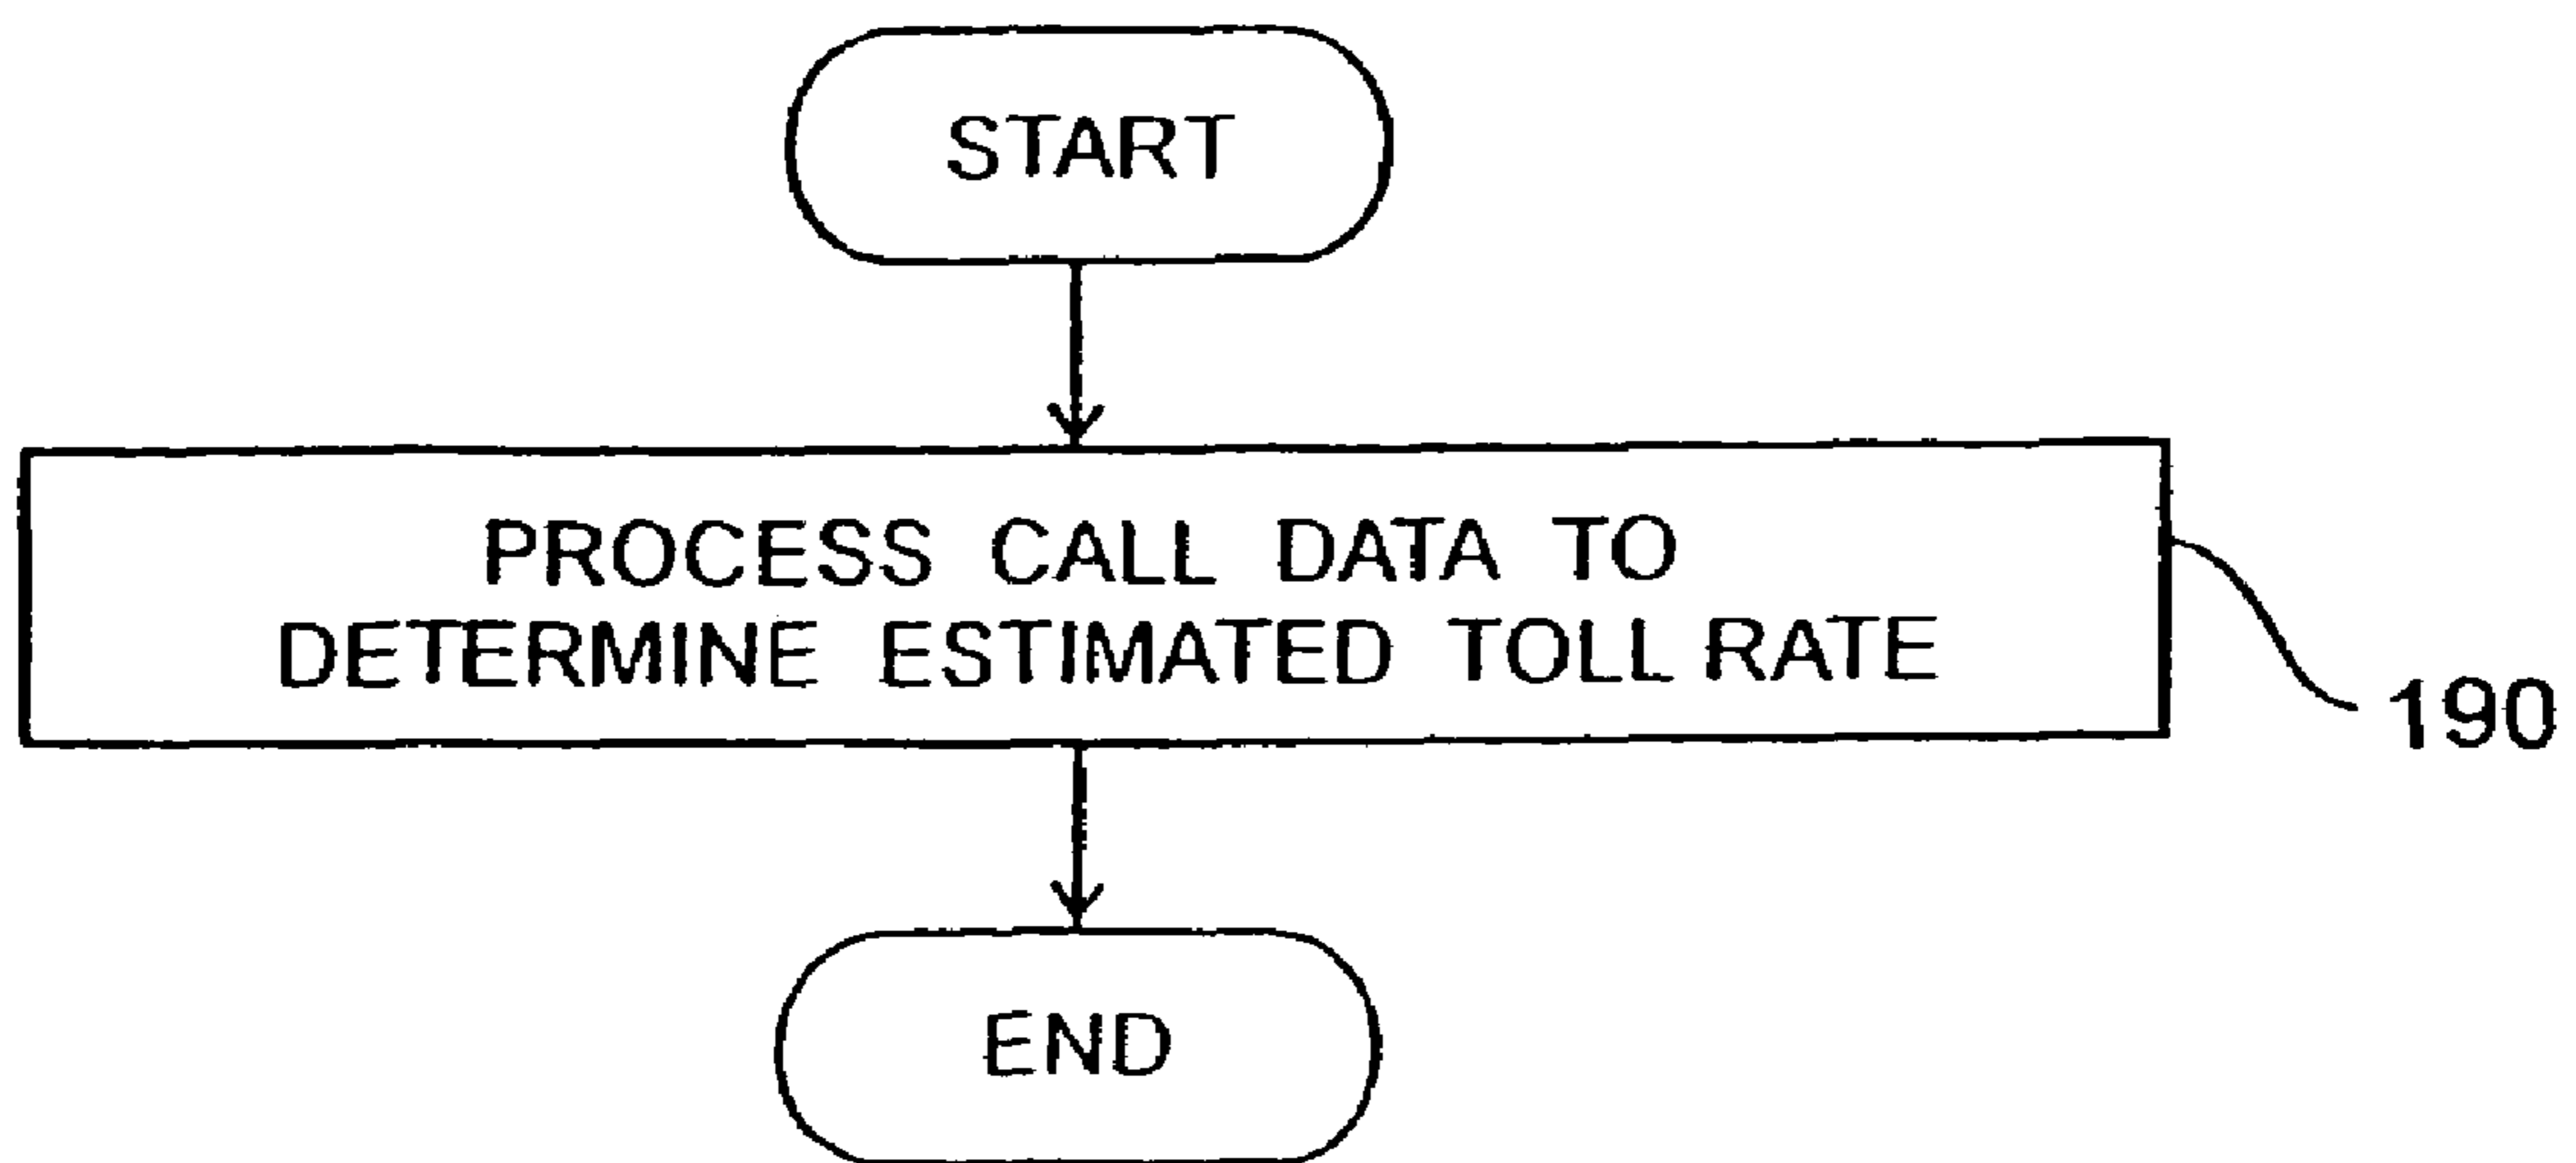 START
PROCESS CALL DATA TO
DETERMINE ESTIMATED TOLL RATE
190
END